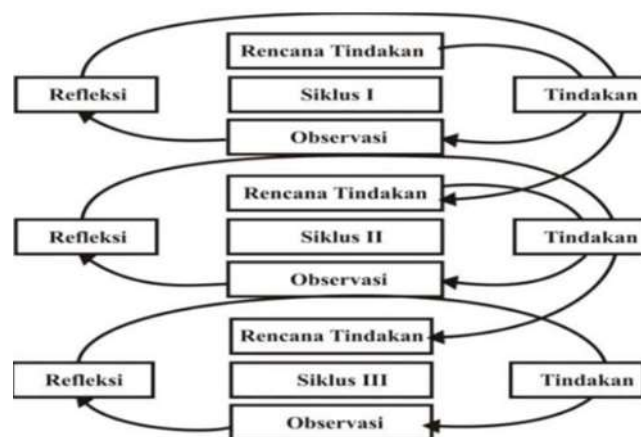 Rencana Tindakan
Refleksi
Siklus I
Tindakan
Observasi
Rencana Tindakan
Refleksi
Siklus II
Tindakan
Observasi
Rencana Tindakan
Refleksi
Siklus III
Tindakan
Observasi